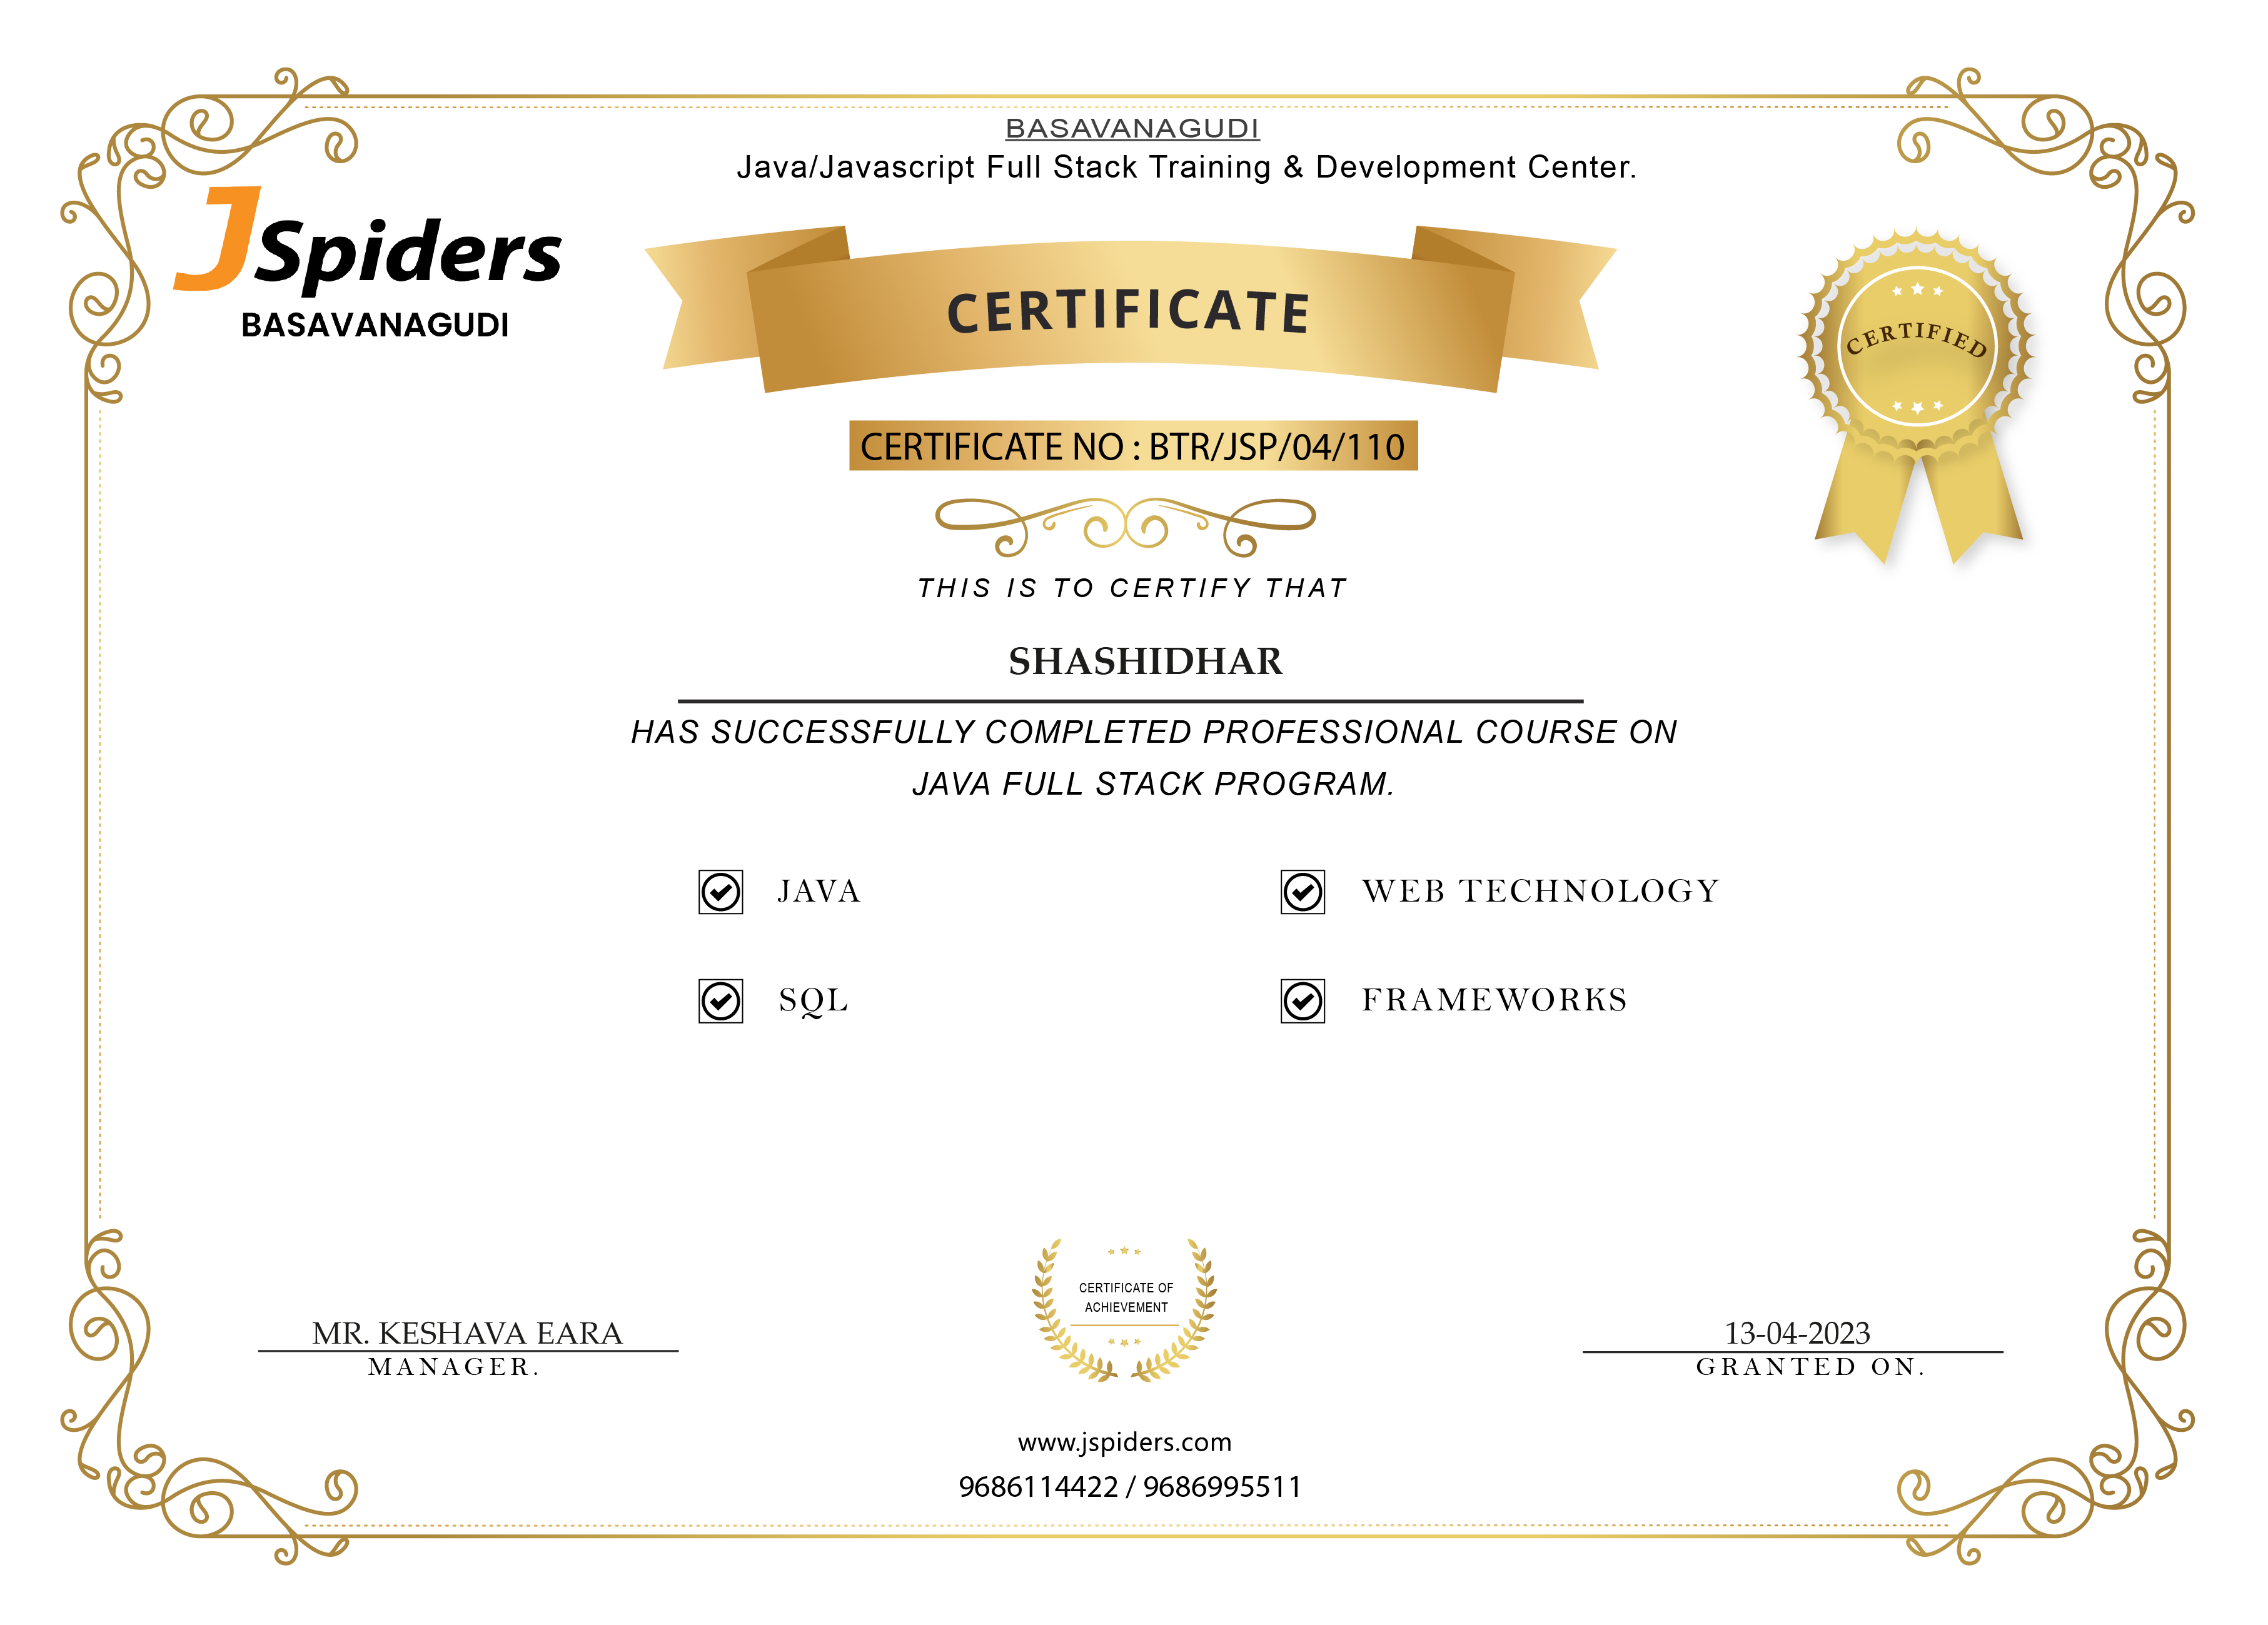 BASAVANAGUDI
Java/Javascript Full Stack Training & Development Center.
JSpiders
BASAVANAGUDI
CERTIFICATE
CERTIFIED
CERTIFICATE NO : BTR/JSP/04/110
THIS IS TO CERTIFY THAT
SHASHIDHAR
HAS SUCCESSFULLY COMPLETED PROFESSIONAL COURSE ON
JAVA FULL STACK PROGRAM.
JAVA
WEB TECHNOLOGY
SQL
FRAMEWORKS
CERTIFICATE OF
ACHIEVEMENT
MR. KESHAVA EARA
MANAGER.
13-04-2023
GRANTED ON.
www.jspiders.com
9686114422 / 9686995511